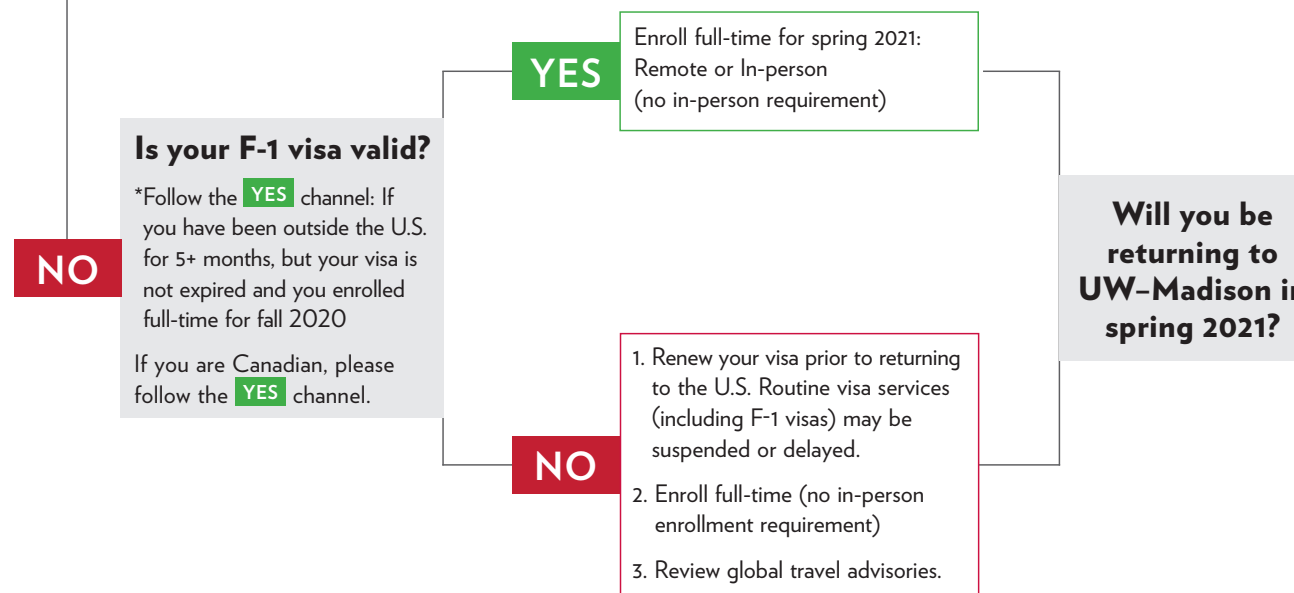 NO
Is your F-1 visa valid?
*Follow the YES channel: If
you have been outside the U.S.
for 5+ months, but your visa is
not expired and you enrolled
full-time for fall 2020
If you are Canadian, please
follow the YES channel.
YES
Enroll full-time for spring 2021:
Remote or In-person
(no in-person requirement)
NO
1. Renew your visa prior to returning
to the U.S. Routine visa services
(including F-1 visas) may be
suspended or delayed.
2. Enroll full-time (no in-person
enrollment requirement)
3. Review global travel advisories.
Will you be
returning to
UW–Madison
spring 2021?